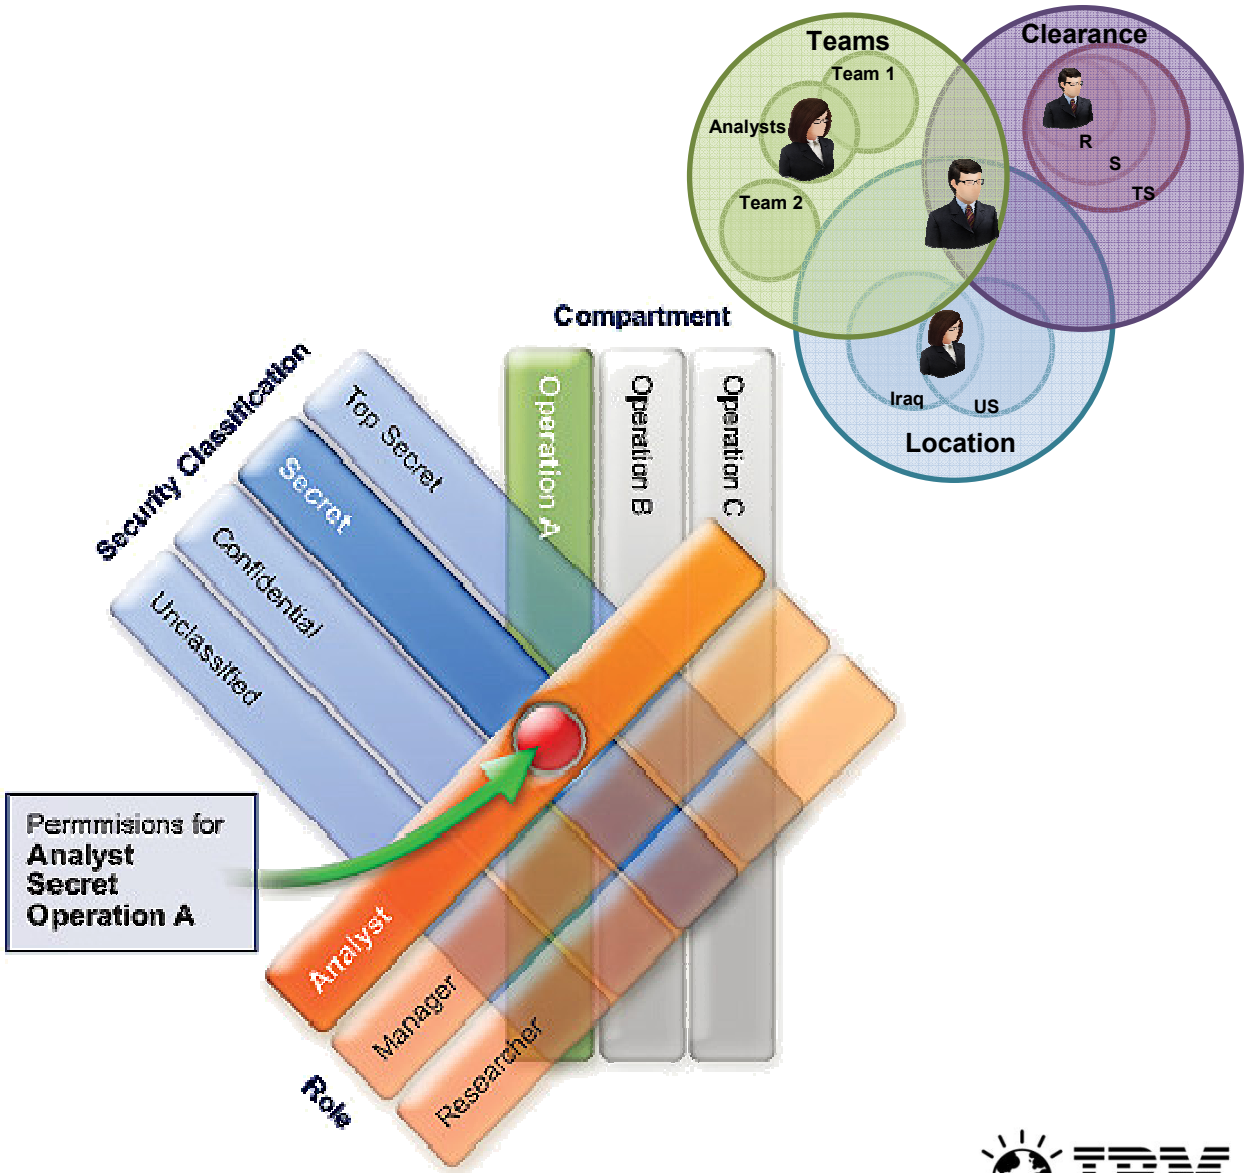 Teams
Clearance
Team 1
Analysts
R
S
TS
Team 2
Iraq
US
Location
Compartment
Security Classification
Top Secret
Secret
Confidential
Unclassified
Operation A
Operation B
Operation C
Permmisions for
Analyst
Secret
Operation A
Analyst
Manager
Researcher
Role
IBM